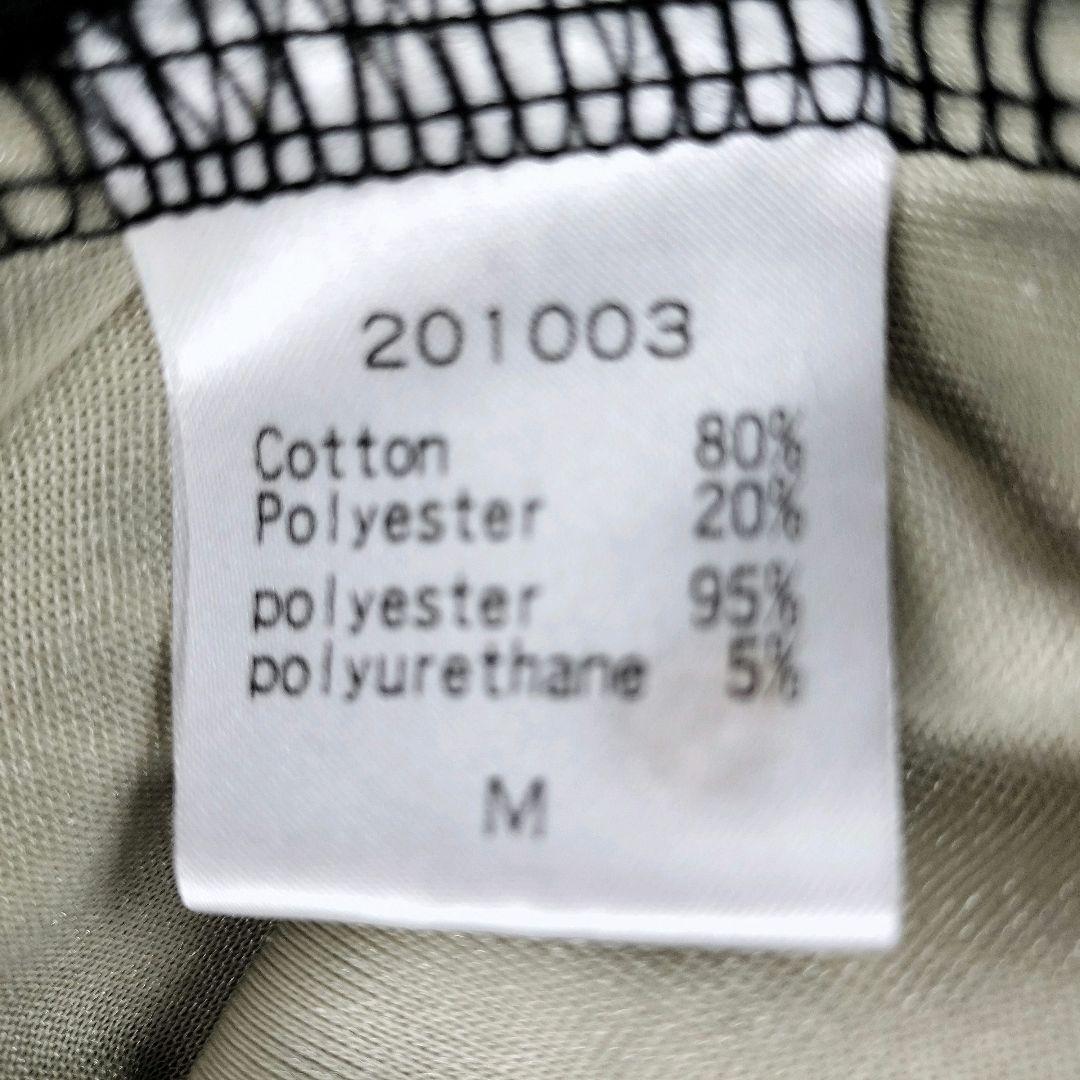 201003
Cotton 80%
Polyester 20%
polyester 95%
polyurethane 5%
M